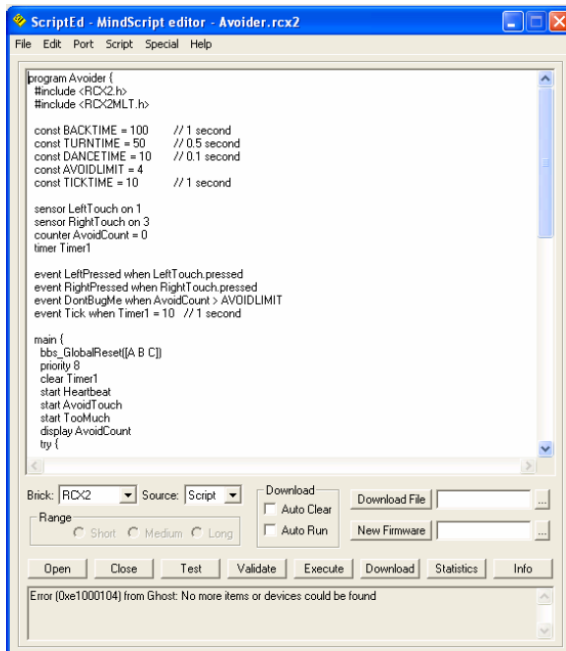 ScriptEd - MindScript editor - Avoider.rcx2
File Edit Port Script Special Help
program Avoider {
#include <RCX2.h>
#include <RCX2MLT.h>
const BACKTIME = 100 // 1 second
const TURNTIME = 50 // 0.5 second
const DANCETIME = 10 // 0.1 second
const AVOIDLIMIT = 4
const TICKTIME = 10 // 1 second
sensor LeftTouch on 1
sensor RightTouch on 3
counter AvoidCount = 0
timer Timer1
event LeftPressed when LeftTouch.pressed
event RightPressed when RightTouch.pressed
event DontBugMe when AvoidCount > AVOIDLIMIT
event Tick when Timer1 = 10 // 1 second
main {
bbs_GlobalReset([A B C])
priority 8
clear Timer1
start Heartbeat
start AvoidTouch
start TooMuch
display AvoidCount
try {
Brick: RCX2 Source: Script
Download
Auto Clear
Auto Run
Download File ...
New Firmware ...
Range
Short Medium Long
Open Close Test Validate Execute Download Statistics Info
Error (0xe1000104) from Ghost: No more items or devices could be found